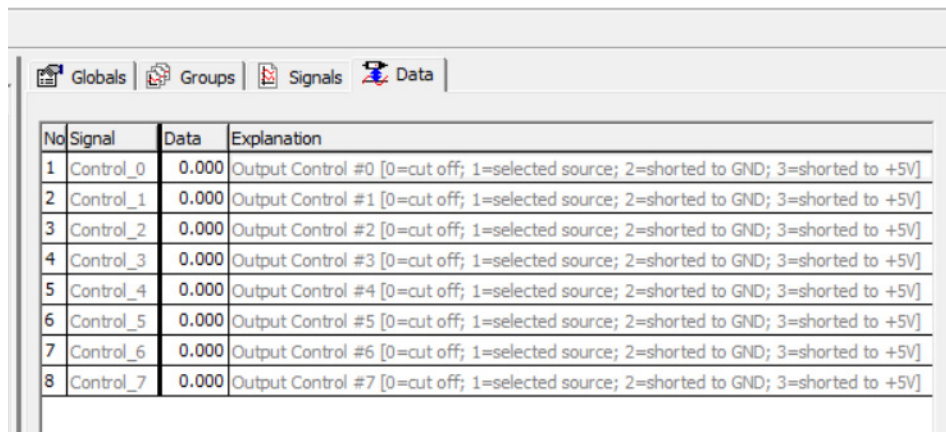 Globals Groups Signals Data
No Signal Data Explanation
1 Control_0 0.000 Output Control #0 [0=cut off; 1=selected source; 2=shorted to GND; 3=shorted to +5V]
2 Control_1 0.000 Output Control #1 [0=cut off; 1=selected source; 2=shorted to GND; 3=shorted to +5V]
3 Control_2 0.000 Output Control #2 [0=cut off; 1=selected source; 2=shorted to GND; 3=shorted to +5V]
4 Control_3 0.000 Output Control #3 [0=cut off; 1=selected source; 2=shorted to GND; 3=shorted to +5V]
5 Control_4 0.000 Output Control #4 [0=cut off; 1=selected source; 2=shorted to GND; 3=shorted to +5V]
6 Control_5 0.000 Output Control #5 [0=cut off; 1=selected source; 2=shorted to GND; 3=shorted to +5V]
7 Control_6 0.000 Output Control #6 [0=cut off; 1=selected source; 2=shorted to GND; 3=shorted to +5V]
8 Control_7 0.000 Output Control #7 [0=cut off; 1=selected source; 2=shorted to GND; 3=shorted to +5V]